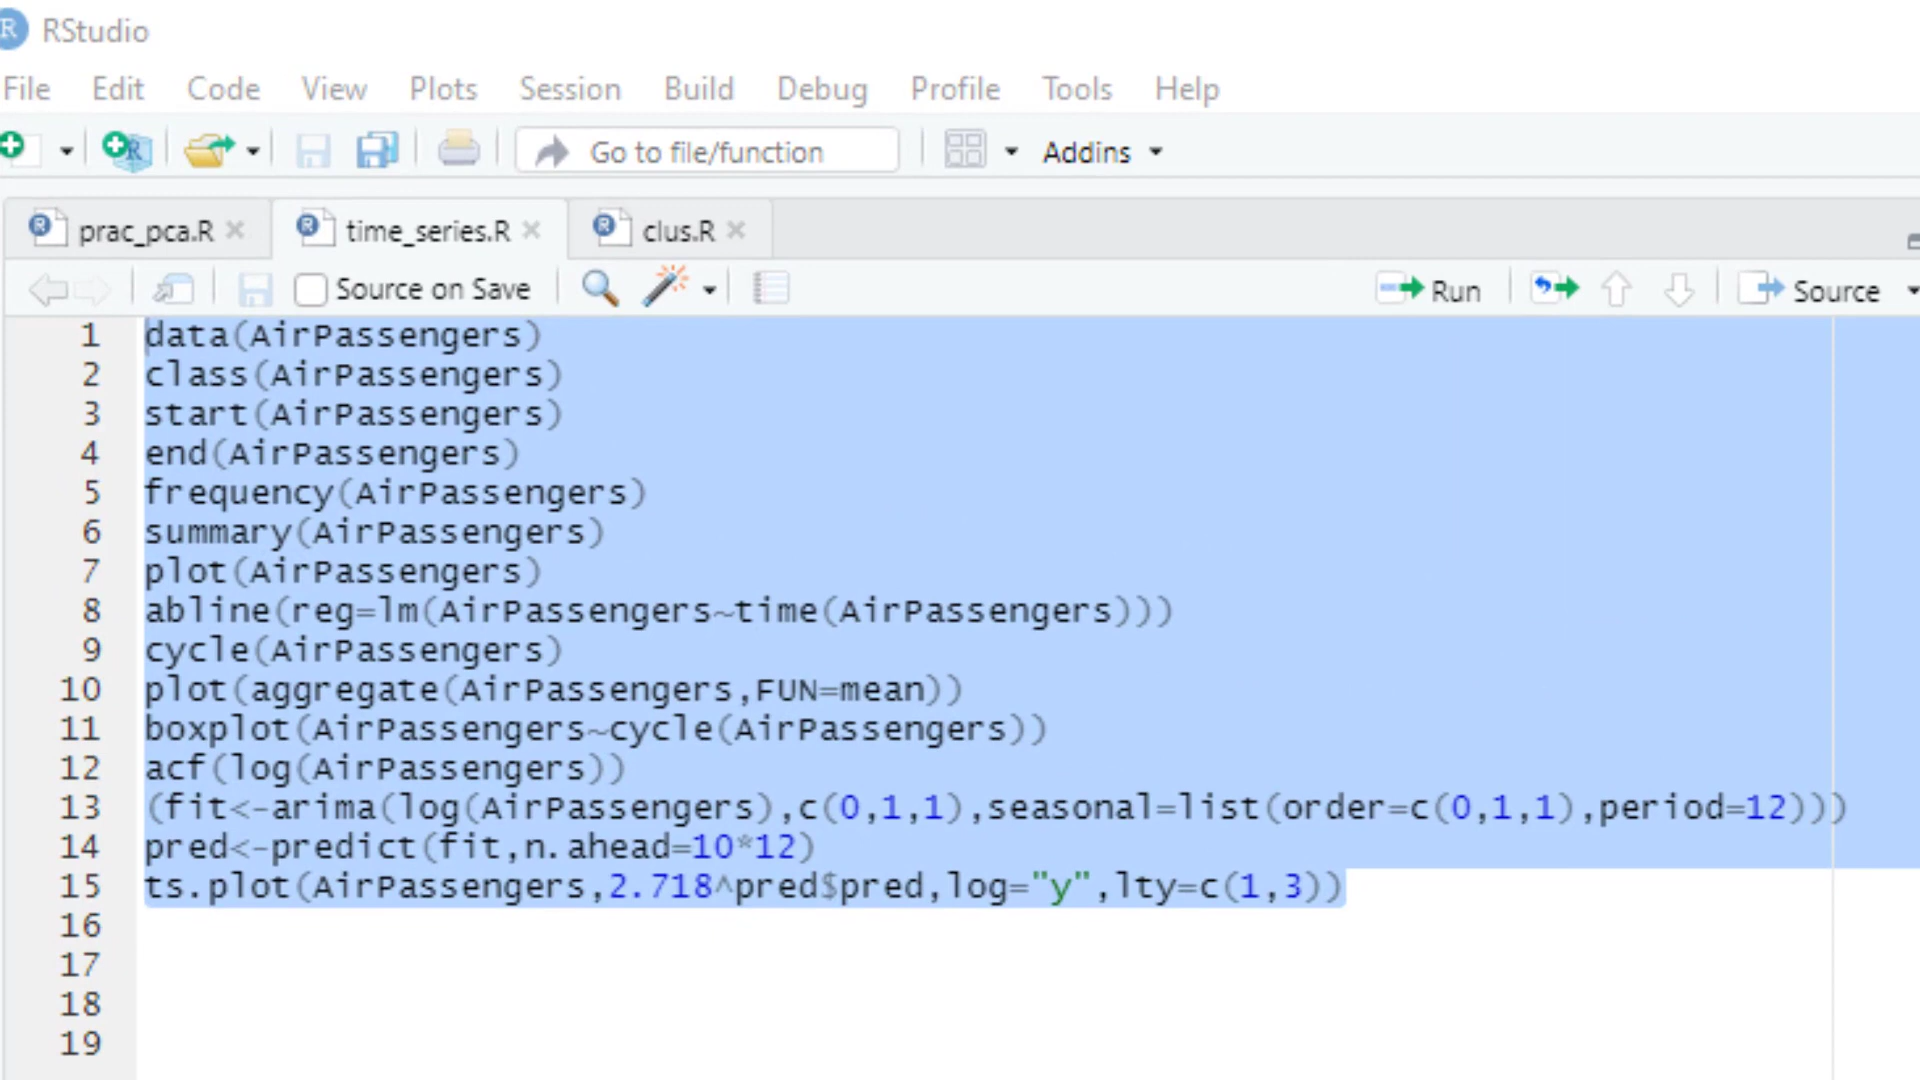 R RStudio
File Edit Code View Plots Session Build Debug Profile Tools Help
Go to file/function Addins
prac_pca.R time_series.R clus.R
Source on Save Run Source
1 data(AirPassengers)
2 class(AirPassengers)
3 start(AirPassengers)
4 end(AirPassengers)
5 frequency(AirPassengers)
6 summary(AirPassengers)
7 plot(AirPassengers)
8 abline(reg=lm(AirPassengers~time(AirPassengers)))
9 cycle(AirPassengers)
10 plot(aggregate(AirPassengers,FUN=mean))
11 boxplot(AirPassengers~cycle(AirPassengers))
12 acf(log(AirPassengers))
13 (fit<-arima(log(AirPassengers),c(0,1,1),seasonal=list(order=c(0,1,1),period=12)))
14 pred<-predict(fit,n.ahead=10*12)
15 ts.plot(AirPassengers,2.718^pred$pred,log="y",lty=c(1,3))
16
17
18
19